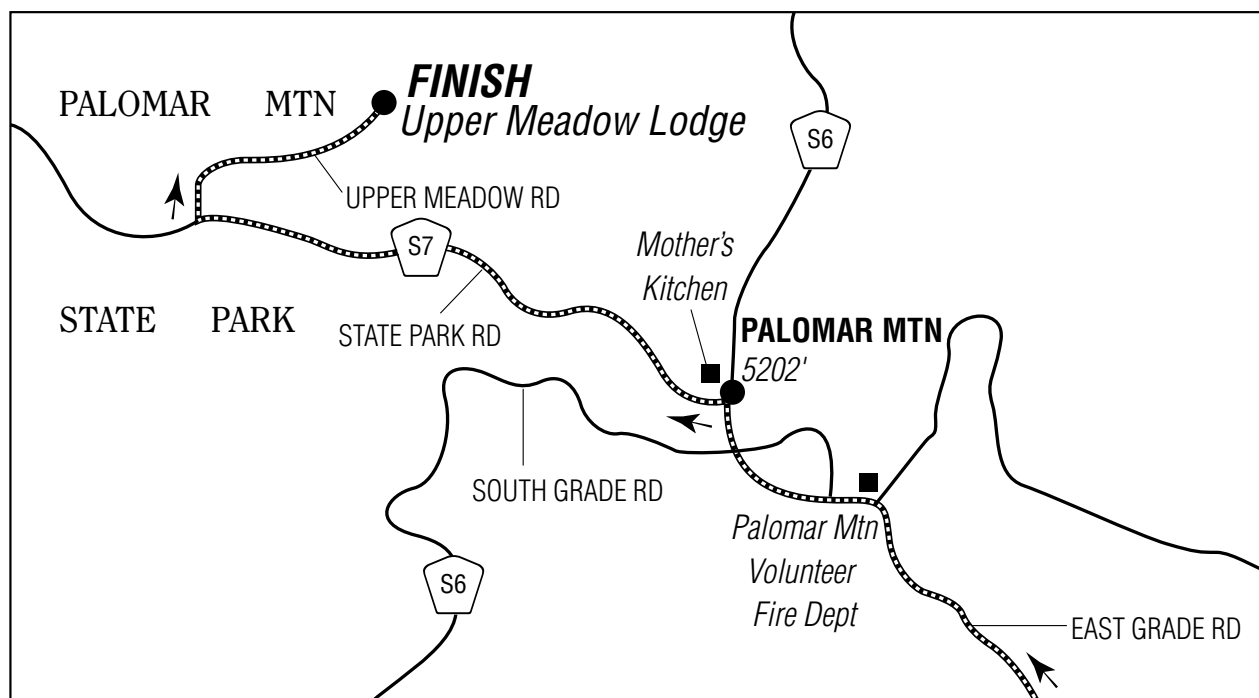 FINISH
PALOMAR MTN
Upper Meadow Lodge
S6
UPPER MEADOW RD
S7
Mother's
Kitchen
STATE PARK
STATE PARK RD
PALOMAR MTN
5202'
SOUTH GRADE RD
Palomar Mtn
Volunteer
Fire Dept
S6
EAST GRADE RD